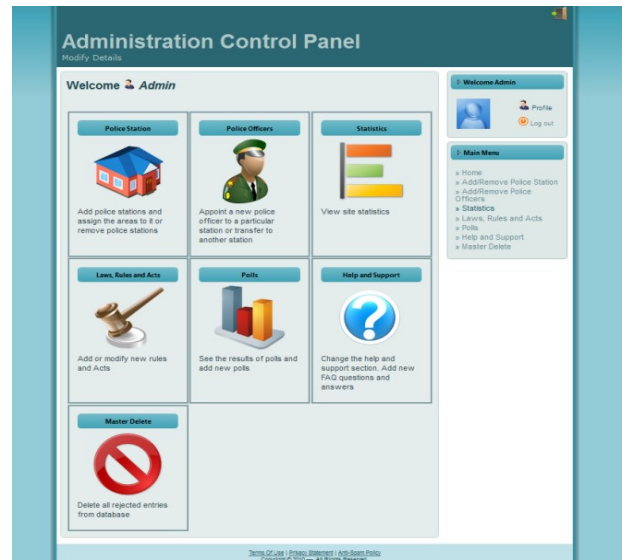 Administration Control Panel
Modify Details
Welcome Admin
Police Station
Add police stations and
assign the areas to it or
remove police stations
Police Officers
Appoint a new police
officer to a particular
station or transfer to
another station
Statistics
View site statistics
Laws, Rules and Acts
Add or modify new rules
and Acts
Polls
See the results of polls and
add new polls
Help and Support
Change the help and
support section. Add new
FAQ questions and
answers
Master Delete
Delete all rejected entries
from database
Welcome Admin
Profile
Log out
Main Menu
» Home
» Add/Remove Police Station
» Add/Remove Police
Officers
» Statistics
» Laws, Rules and Acts
» Polls
» Help and Support
» Master Delete
Terms Of Use | Privacy Statement | Anti-Spam Policy
Copyright © 2010 — All Rights Reserved